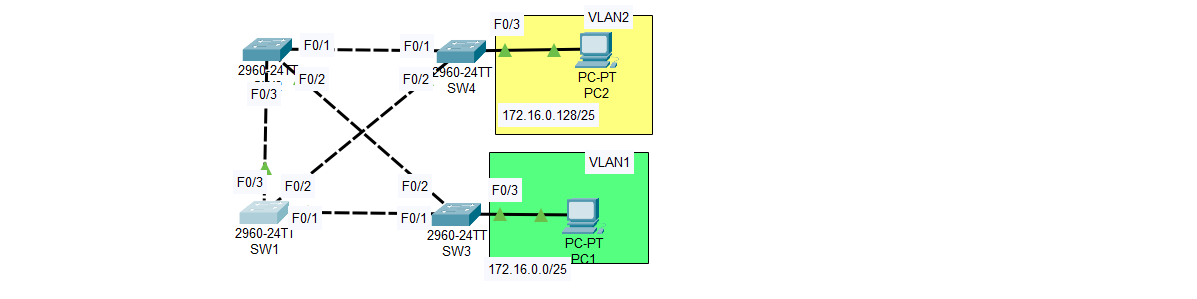 VLAN2
F0/3
F0/1
F0/1
2960-24TT
F0/2
F0/2
2960-24TT
SW4
PC-PT
PC2
F0/3
172.16.0.128/25
VLAN1
F0/3
F0/2
F0/2
F0/3
F0/1
F0/1
2960-24T
SW1
2960-24TT
SW3
PC-PT
PC1
172.16.0.0/25